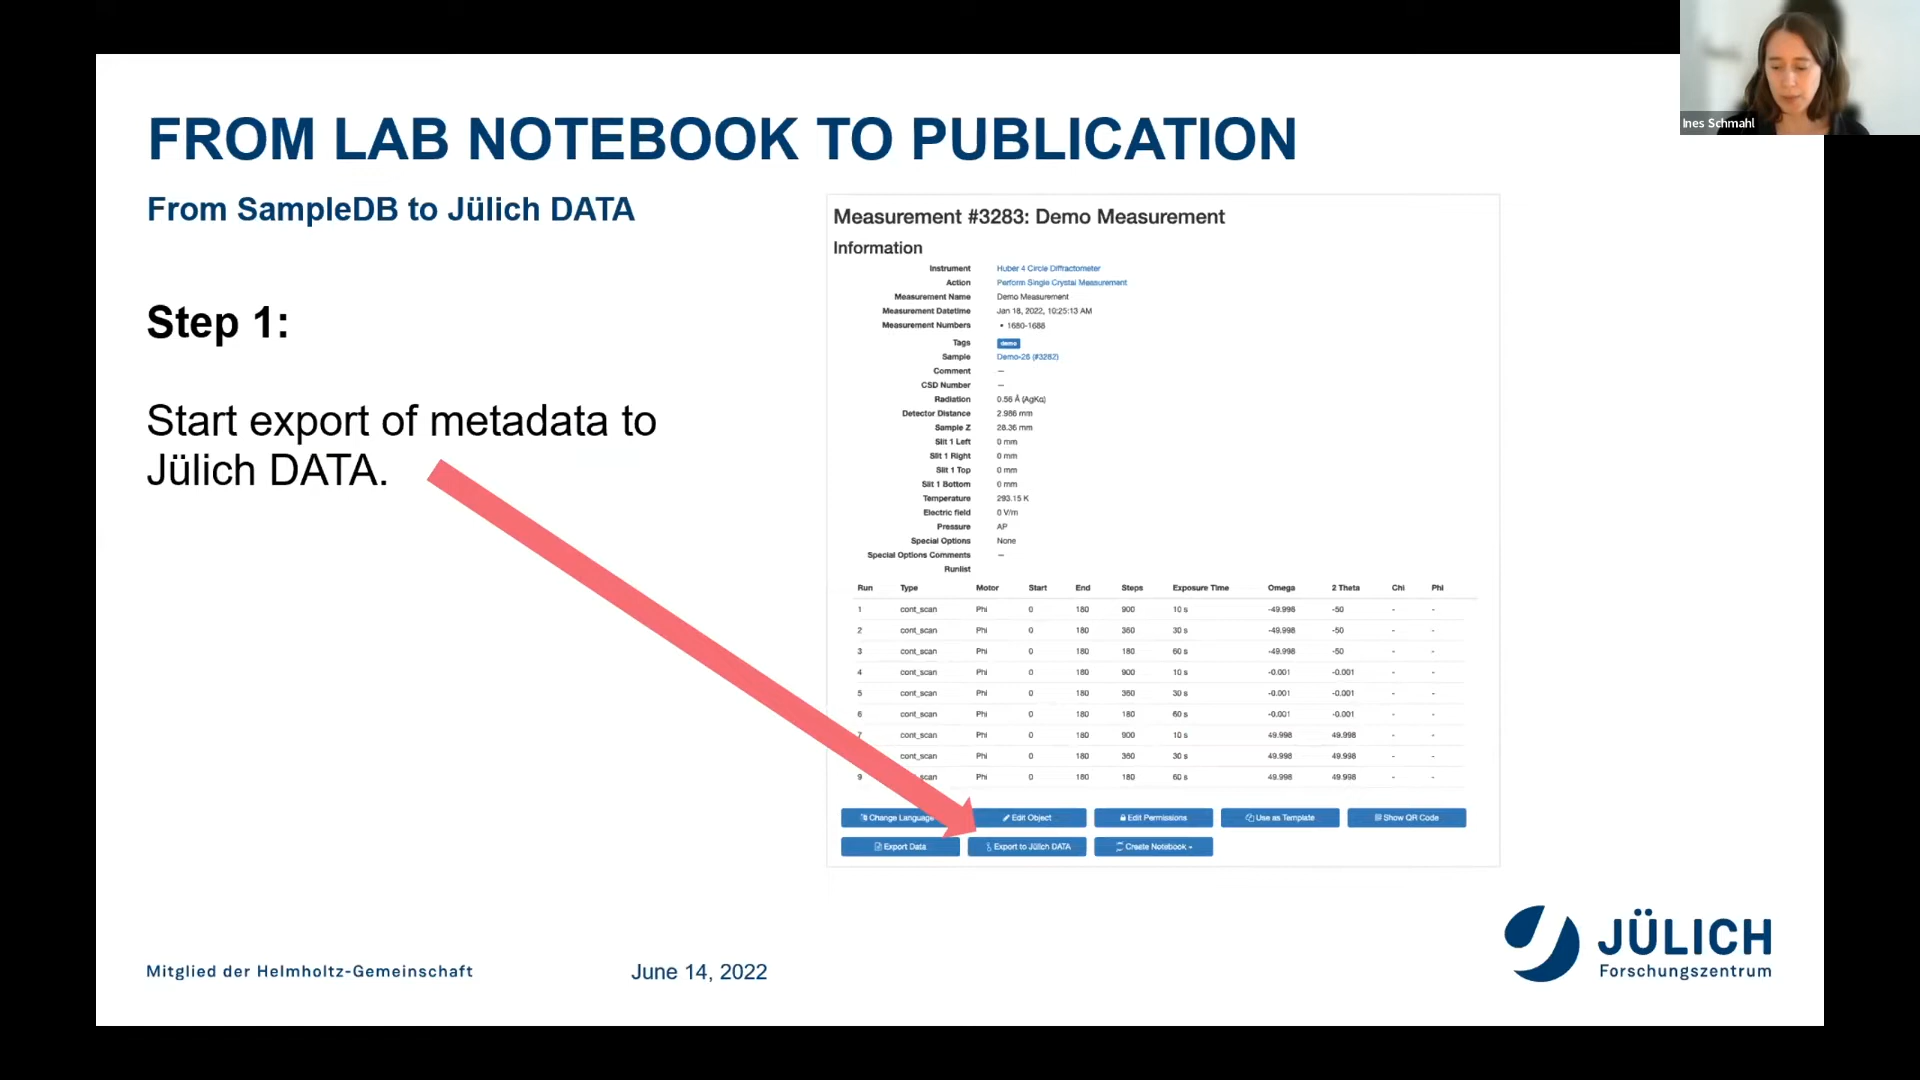 Ines Schmahl
FROM LAB NOTEBOOK TO PUBLICATION
From SampleDB to Jülich DATA
Step 1:
Start export of metadata to
Jülich DATA.
Measurement #3283: Demo Measurement
Information
Instrument Huber 4 Circle Diffractometer
Action Perform Single Crystal Measurement
Measurement Name Demo Measurement
Measurement Datetime Jan 18, 2022, 10:25:13 AM
Measurement Numbers • 1680-1688
Tags demo
Sample Demo-26 (#3282)
Comment —
CSD Number —
Radiation 0.56 Å (AgKα)
Detector Distance 2.986 mm
Sample Z 28.36 mm
Slit 1 Left 0 mm
Slit 1 Right 0 mm
Slit 1 Top 0 mm
Slit 1 Bottom 0 mm
Temperature 293.15 K
Electric field 0 V/m
Pressure AP
Special Options None
Special Options Comments —
Runlist
Run Type Motor Start End Steps Exposure Time Omega 2 Theta Chi Phi
1 cont_scan Phi 0 180 900 10 s -49.998 -50 - -
2 cont_scan Phi 0 180 360 30 s -49.998 -50 - -
3 cont_scan Phi 0 180 180 60 s -49.998 -50 - -
4 cont_scan Phi 0 180 900 10 s -0.001 -0.001 - -
5 cont_scan Phi 0 180 360 30 s -0.001 -0.001 - -
6 cont_scan Phi 0 180 180 60 s -0.001 -0.001 - -
7 cont_scan Phi 0 180 900 10 s 49.998 49.998 - -
cont_scan Phi 0 180 360 30 s 49.998 49.998 - -
9 scan Phi 0 180 180 60 s 49.998 49.998 - -
Change Language Edit Object Edit Permissions Use as Template Show QR Code
Export Data Export to Jülich DATA Create Notebook
Mitglied der Helmholtz-Gemeinschaft
June 14, 2022
JÜLICH
Forschungszentrum